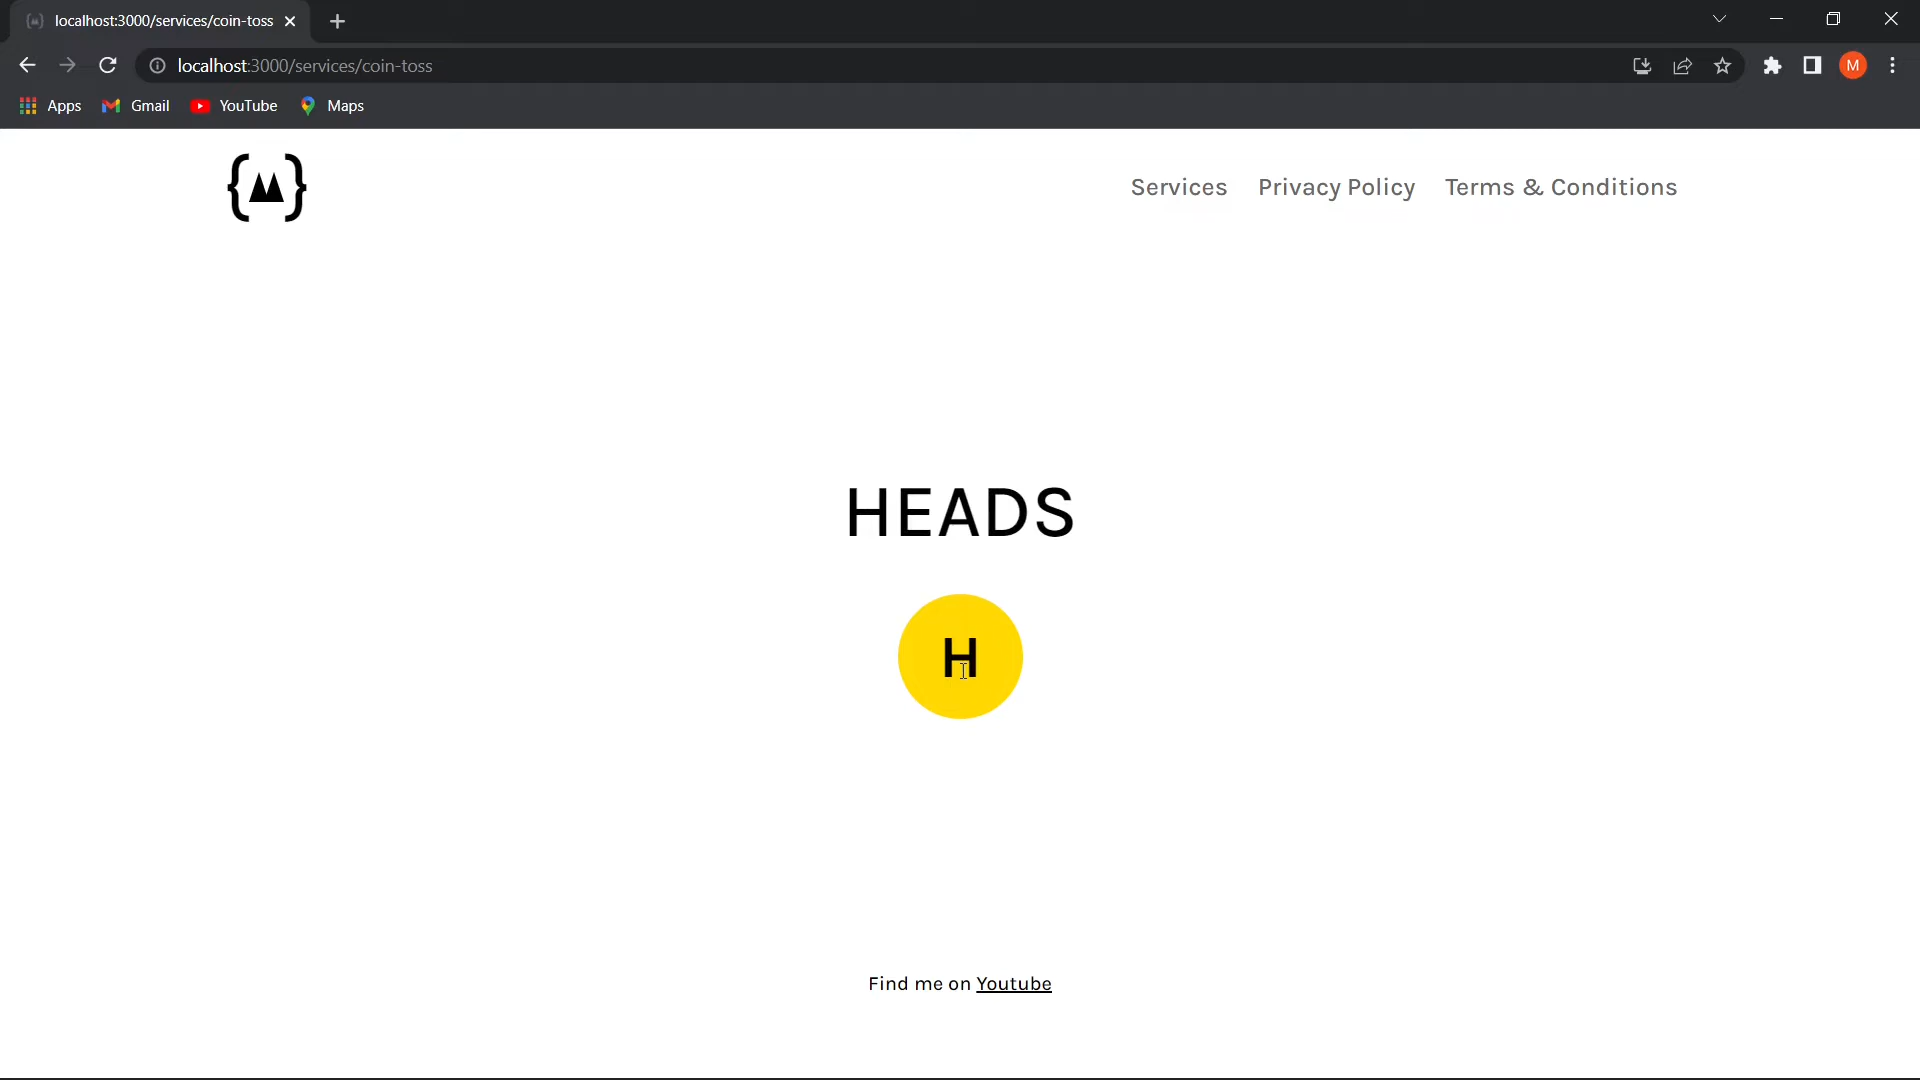 localhost:3000/services/coin-toss
localhost:3000/services/coin-toss
M
Apps Gmail YouTube Maps
Services Privacy Policy Terms & Conditions
HEADS
H
Find me on Youtube